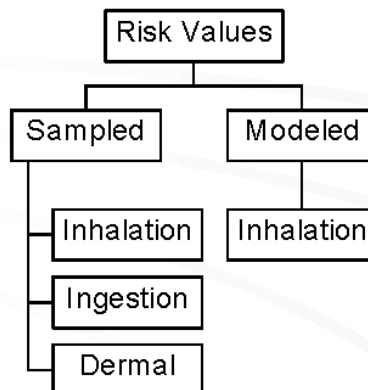 Risk Values
Sampled
Modeled
Inhalation
Inhalation
Ingestion
Dermal